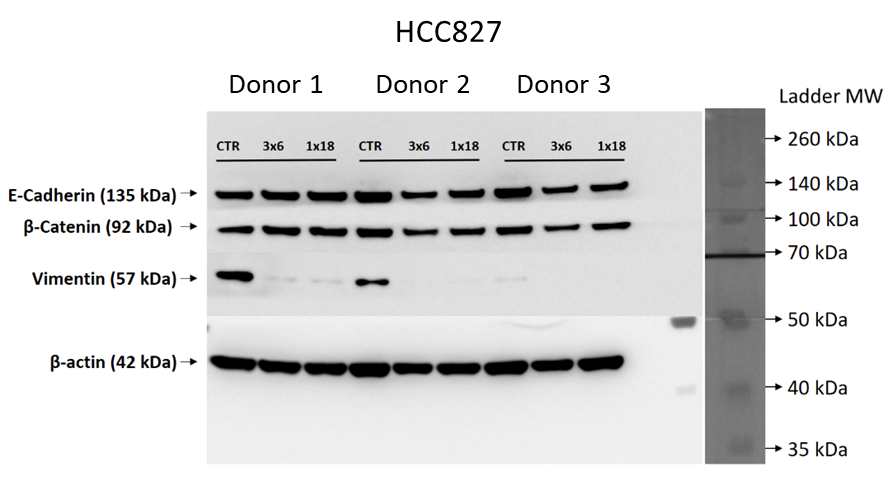 HCC827
Donor 1 Donor 2 Donor 3
Ladder MW
CTR 3x6 1x18 CTR 3x6 1x18 CTR 3x6 1x18
260 kDa
140 kDa
E-Cadherin (135 kDa)
100 kDa
β-Catenin (92 kDa)
70 kDa
Vimentin (57 kDa)
50 kDa
β-actin (42 kDa)
40 kDa
35 kDa